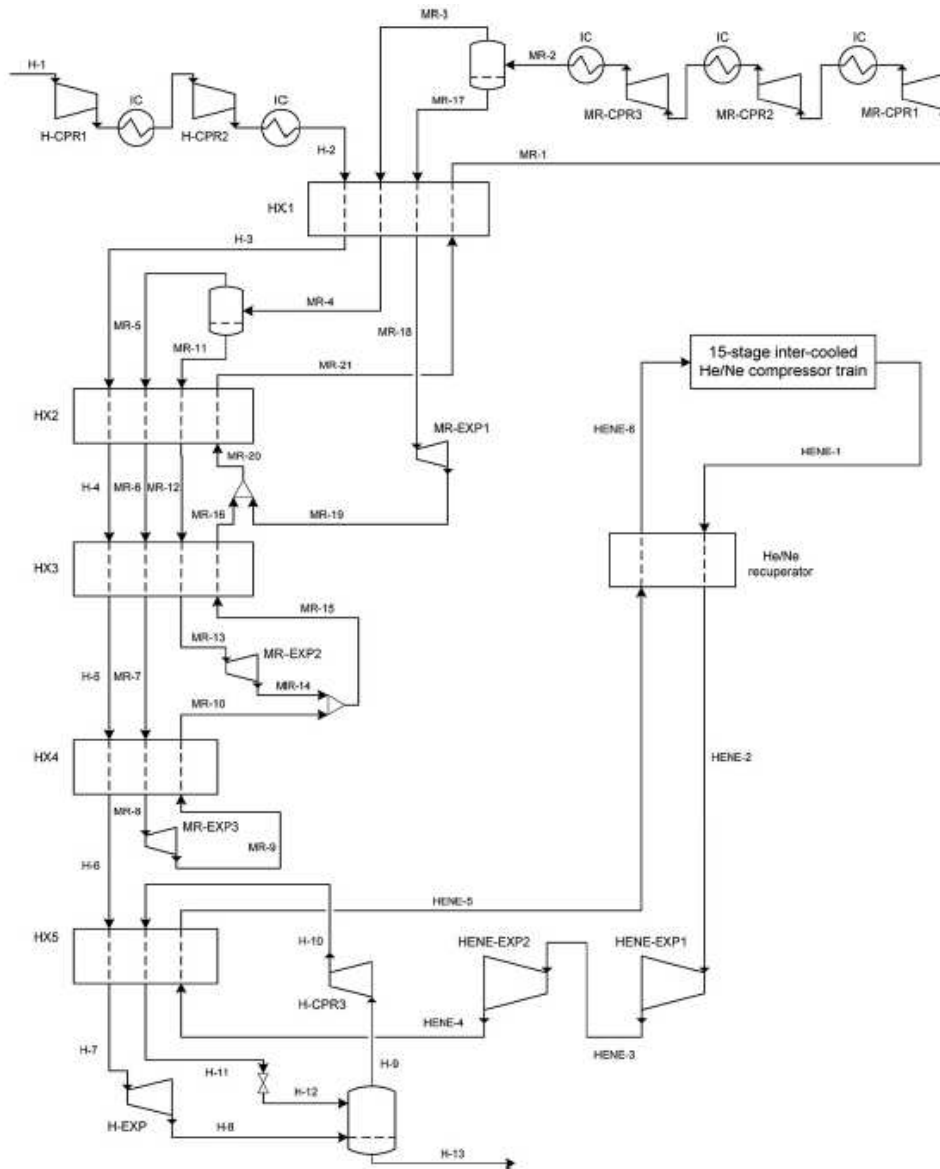 MR-3
H-1
IC
IC
IC
MR-2
IC
IC
MR-17
H-CPR1
H-CPR2
MR-CPR3
MR-CPR2
MR-CPR1
H-2
MR-1
HX1
H-3
MR-4
MR-5
MR-18
MR-11
15-stage inter-cooled
He/Ne compressor train
MR-21
HX2
MR-EXP1
HENE-6
HENE-1
MR-20
H-4
MR-6
MR-12
MR-16
MR-19
HX3
He/Ne
recuperator
MR-15
MR-13
MR-EXP2
H-5
MR-7
MR-14
MR-10
HX4
HENE-2
MR-8
MR-EXP3
MR-9
H-6
HENE-5
HX5
H-10
HENE-EXP2
HENE-EXP1
H-CPR3
HENE-4
H-7
H-11
H-9
HENE-3
H-12
H-EXP
H-8
H-13